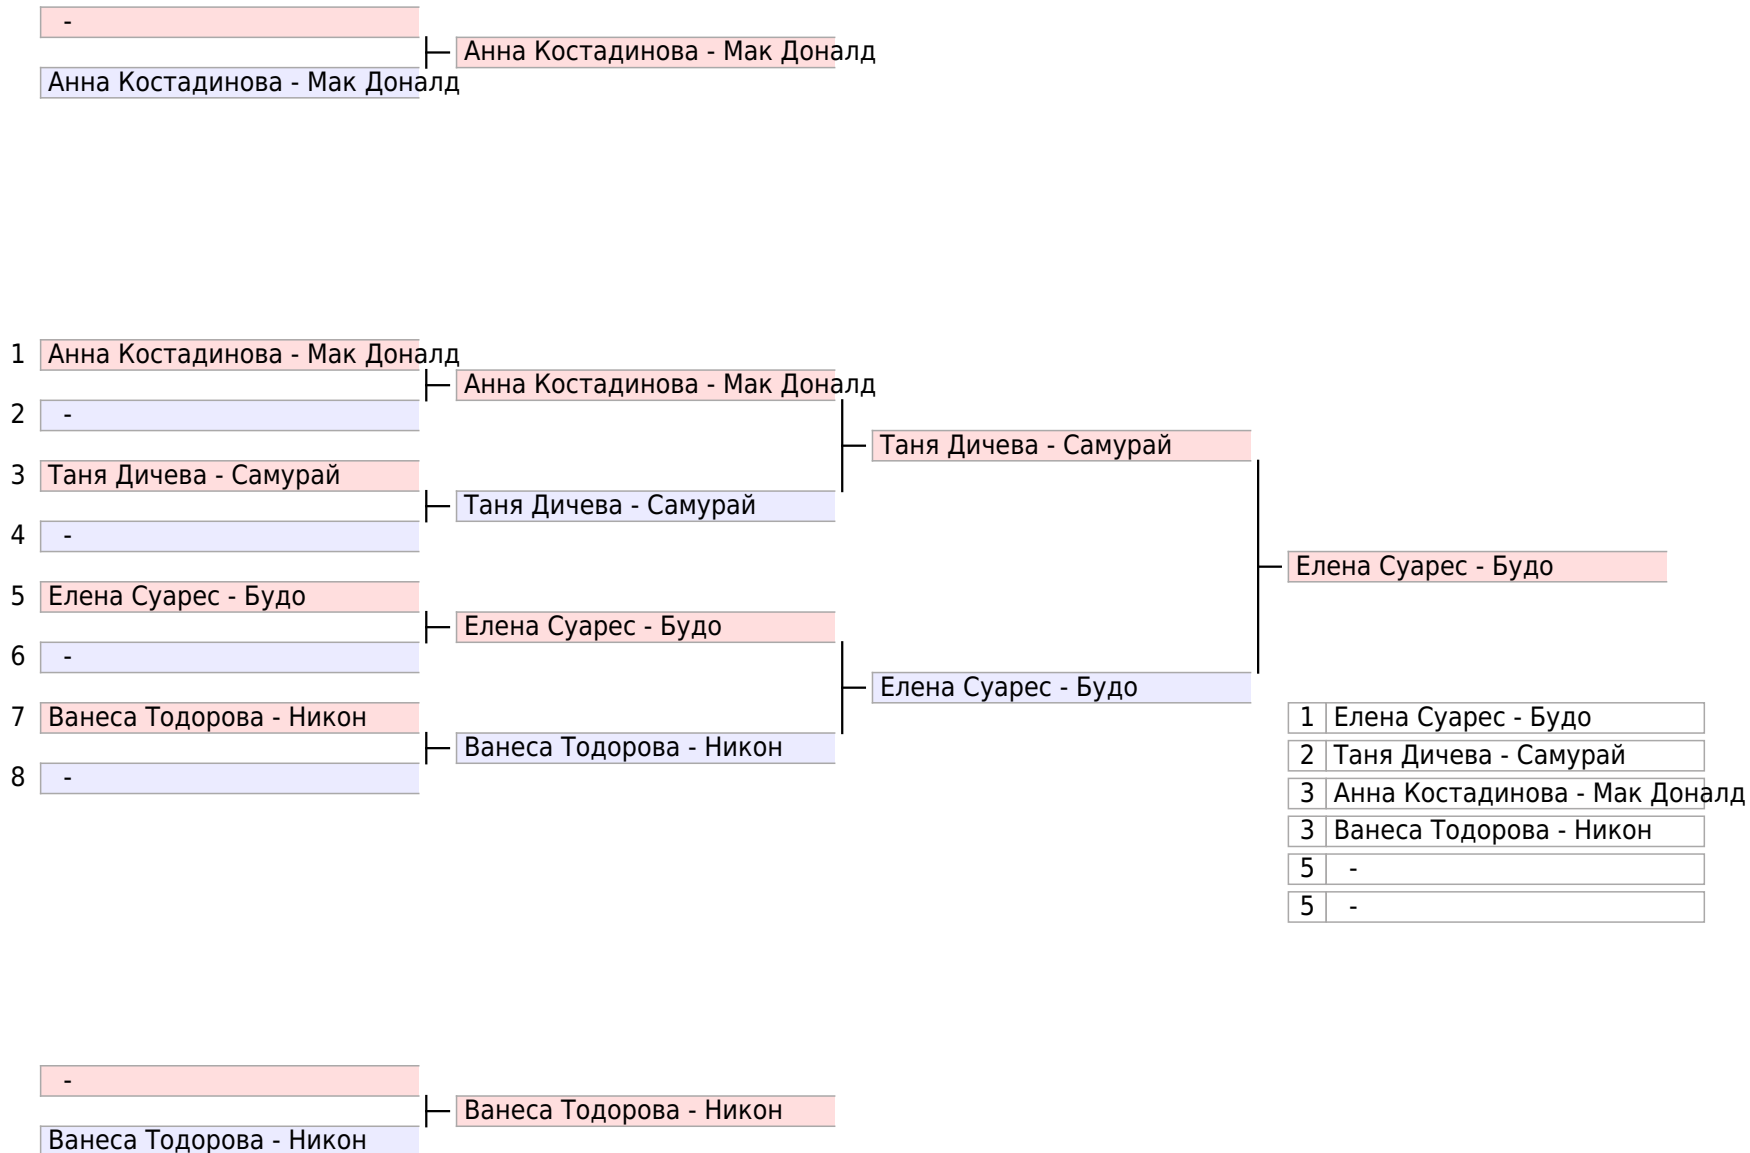 -
Анна Костадинова - Мак Доналд
Анна Костадинова - Мак Доналд
1 Анна Костадинова - Мак Доналд
Анна Костадинова - Мак Доналд
2 -
Таня Дичева - Самурай
3 Таня Дичева - Самурай
Таня Дичева - Самурай
4 -
Елена Суарес - Будо
5 Елена Суарес - Будо
Елена Суарес - Будо
6 -
Елена Суарес - Будо
7 Ванеса Тодорова - Никон
Ванеса Тодорова - Никон
8 -
1 Елена Суарес - Будо
2 Таня Дичева - Самурай
3 Анна Костадинова - Мак Доналд
3 Ванеса Тодорова - Никон
5 -
5 -
-
Ванеса Тодорова - Никон
Ванеса Тодорова - Никон